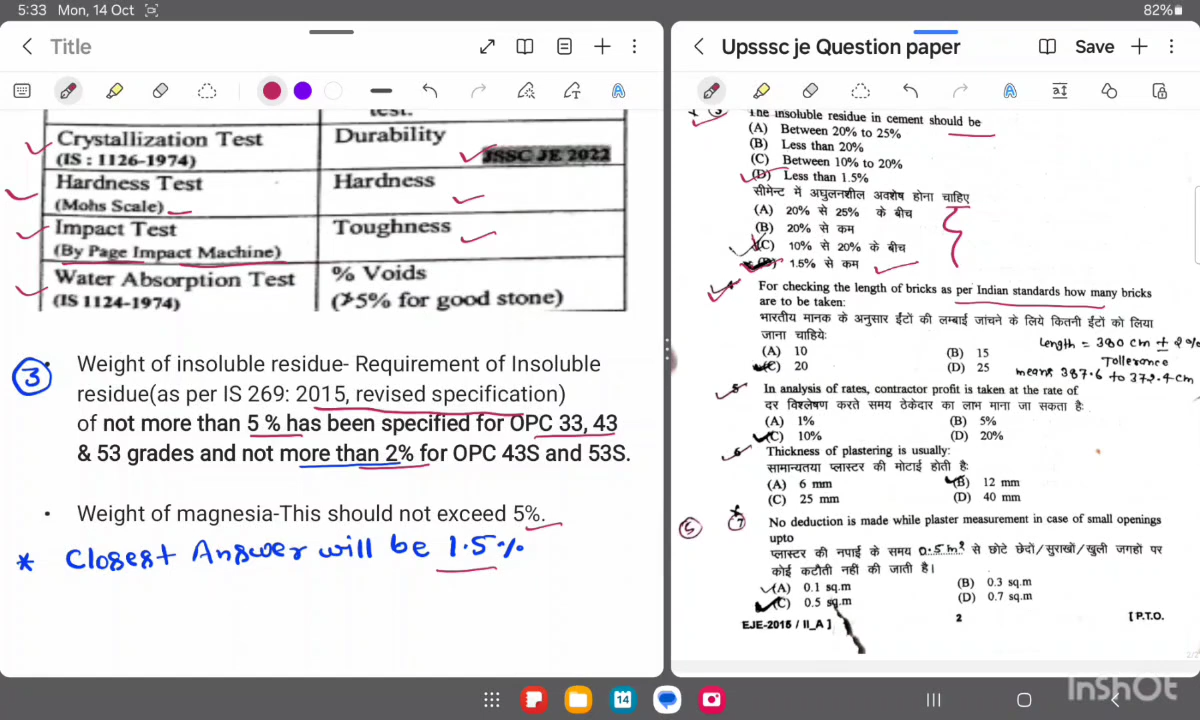 5:33 Mon, 14 Oct
82%
Title
Upsssc je Question paper
Save
test.
Crystallization Test
(IS : 1126-1974)
Durability
JSSC JE 2022
Hardness Test
(Mohs Scale)
Hardness
Impact Test
(By Page Impact Machine)
Toughness
Water Absorption Test
(IS 1124-1974)
% Voids
(≯5% for good stone)
3
Weight of insoluble residue- Requirement of Insoluble
residue(as per IS 269: 2015, revised specification)
of not more than 5 % has been specified for OPC 33, 43
& 53 grades and not more than 2% for OPC 43S and 53S.
• Weight of magnesia-This should not exceed 5%.
* Closest Answer will be 1.5%
The insoluble residue in cement should be
(A) Between 20% to 25%
(B) Less than 20%
(C) Between 10% to 20%
(D) Less than 1.5%
सीमेन्ट में अघुलनशील अवशेष होना चाहिए
(A) 20% से 25% के बीच
(B) 20% से कम
(C) 10% से 20% के बीच
(D) 1.5% से कम
For checking the length of bricks as per Indian standards how many bricks
are to be taken:
भारतीय मानक के अनुसार ईंटों की लम्बाई जांचने के लिये कितनी ईंटों को लिया
जाना चाहिये:
(A) 10 (B) 15
(C) 20 (D) 25
Length = 380 cm ± 2%
Tollerance
means 387.6 to 372.4 cm
5 In analysis of rates, contractor profit is taken at the rate of
दर विश्लेषण करते समय ठेकेदार का लाभ माना जा सकता है:
(A) 1% (B) 5%
(C) 10% (D) 20%
6 Thickness of plastering is usually:
सामान्यतया प्लास्टर की मोटाई होती है:
(A) 6 mm (B) 12 mm
(C) 25 mm (D) 40 mm
5 7 No deduction is made while plaster measurement in case of small openings
upto
प्लास्टर की नपाई के समय 0.5 m² से छोटे छेदों/सुराखों/खुली जगहों पर
कोई कटौती नहीं की जाती है।
(A) 0.1 sq.m (B) 0.3 sq.m
(C) 0.5 sq.m (D) 0.7 sq.m
EJE-2015 / II_A ] 2 [ P.T.O.
2/2
14
InShOt